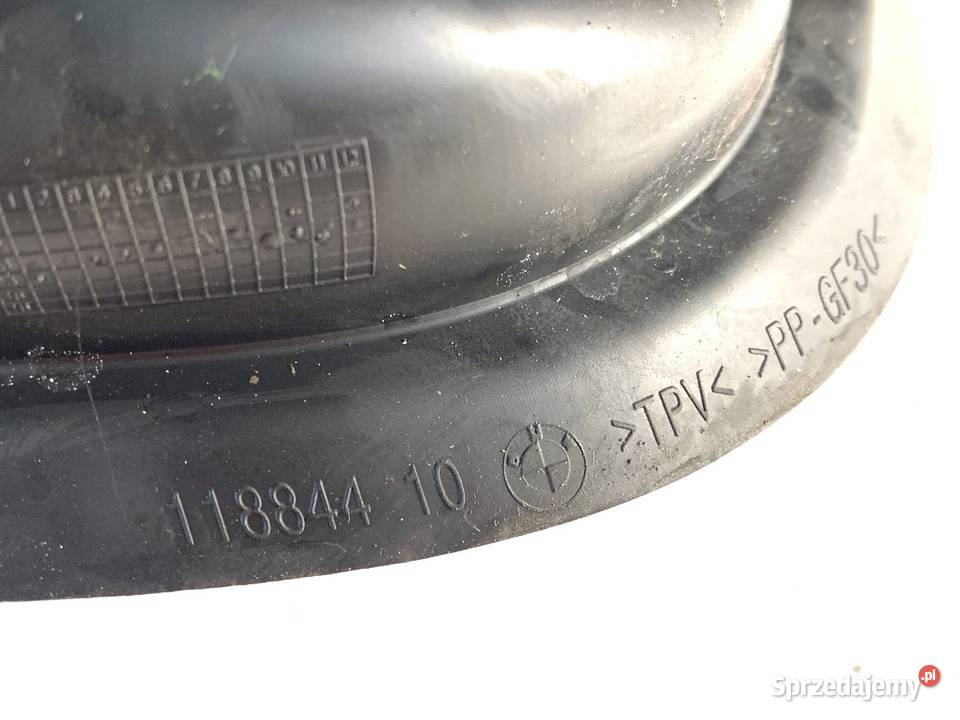 1 2 3 4 5 6 7 8 9 10 11 12
>TPV< >PP-GF30<
118844 10
Sprzedajemy.pl